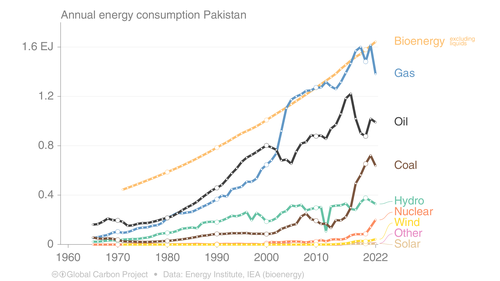 Annual energy consumption Pakistan
1.6 EJ
1.2
0.8
0.4
0
1960
1970
1980
1990
2000
2010
2022
Bioenergy excluding liquids
Gas
Oil
Coal
Hydro
Nuclear
Wind
Other
Solar
Global Carbon Project • Data: Energy Institute, IEA (bioenergy)